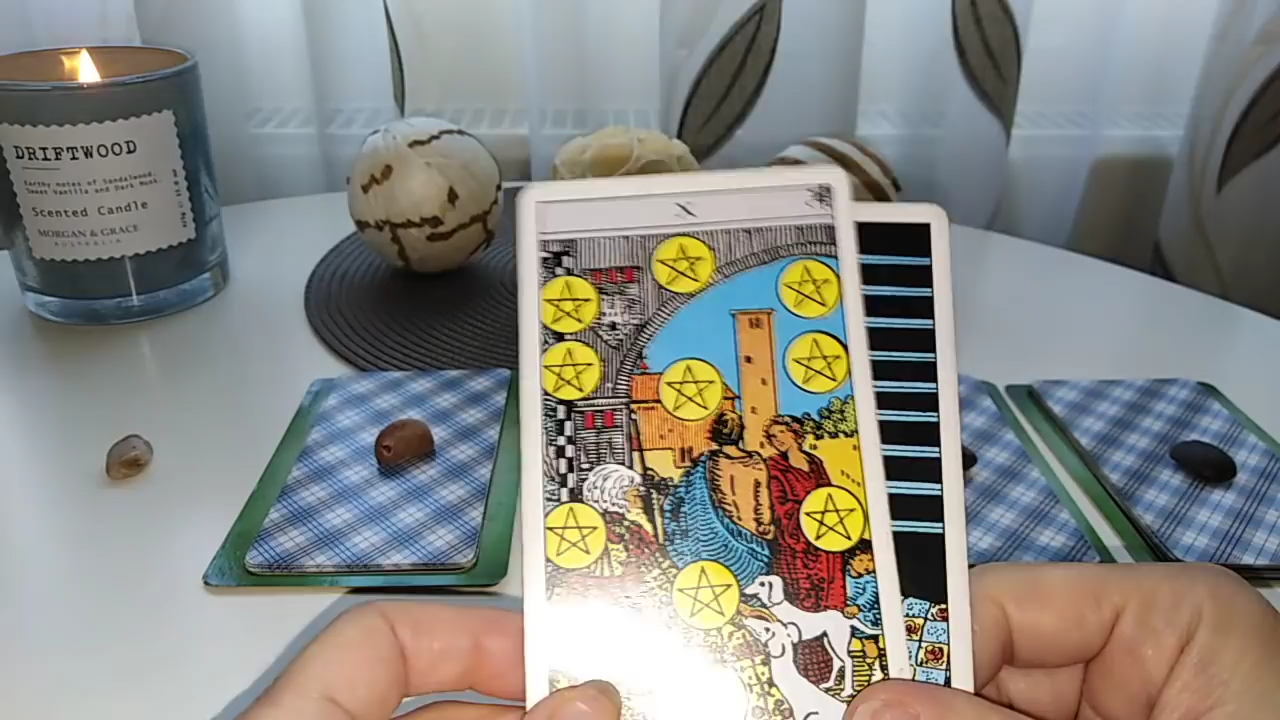 DRIFTWOOD
Earthy notes of Sandalwood,
Sweet Vanilla and Dark Musk.
Scented Candle
MORGAN & GRACE
AUSTRALIA
X